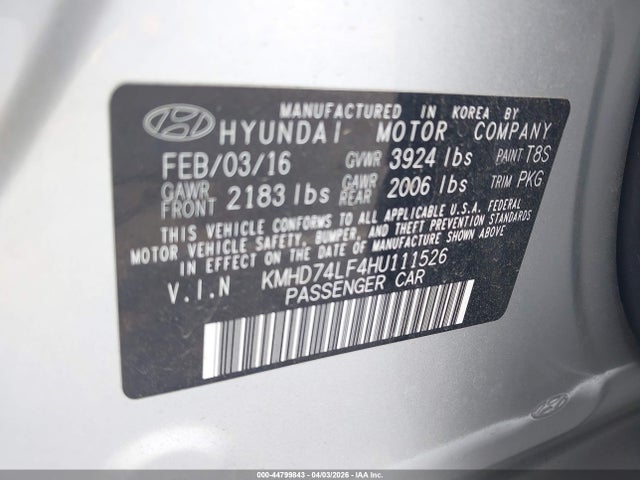 MANUFACTURED IN KOREA BY
HYUNDAI MOTOR COMPANY
FEB/03/16 GVWR 3924 lbs PAINT T8S
GAWR FRONT 2183 lbs GAWR REAR 2006 lbs TRIM PKG
THIS VEHICLE CONFORMS TO ALL APPLICABLE U.S.A. FEDERAL
MOTOR VEHICLE SAFETY, BUMPER, AND THEFT PREVENTION STANDARDS
IN EFFECT ON THE DATE OF MANUFACTURE SHOWN ABOVE.
V.I.N KMHD74LF4HU111526
PASSENGER CAR
000-44799843 | 04/03/2026 | IAA Inc.